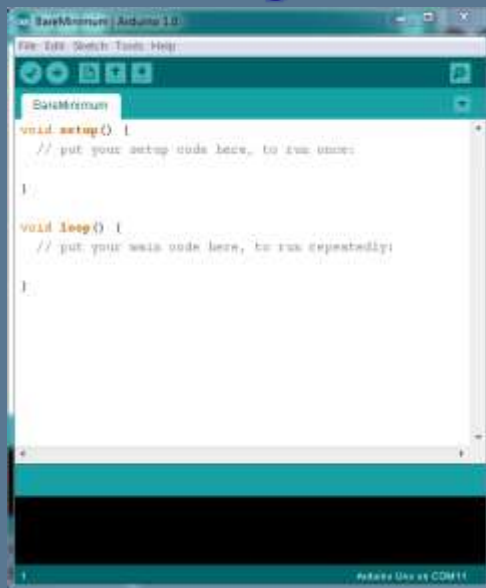 BareMinimum | Arduino 1.0
File Edit Sketch Tools Help
BareMinimum
void setup() {
// put your setup code here, to run once:
}
void loop() {
// put your main code here, to run repeatedly:
}
1
Arduino Uno on COM11